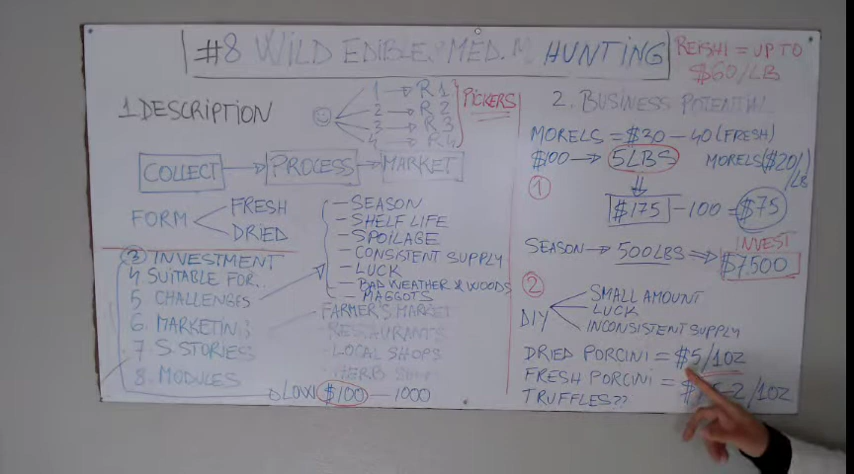 #8 WILD EDIBLE, MED. M HUNTING
REISHI = UP TO
$60/LB
1. DESCRIPTION
1 → R 1
2 → R 2
3 → R 3
4 → R 4
PICKERS
COLLECT → PROCESS → MARKET
FORM
FRESH
DRIED
- SEASON
- SHELF LIFE
- SPOILAGE
- CONSISTENT SUPPLY
- LUCK
- BAD WEATHER & WOODS
- MAGGOTS
3 INVESTMENT
4 SUITABLE FOR..
5 CHALLENGES
6. MARKETING
7 S. STORIES
8. MODULES
FARMER'S MARKET
RESTAURANTS
LOCAL SHOPS
HERB
LOW $100 — 1000
2. BUSINESS POTENTIAL
MORELS = $30 – 40 (FRESH)
$100 → 5LBS MORELS ($20/
/LB
1
$175 – 100 = $75
SEASON → 500LBS ⇒ INVEST
$7.500
2
DIY
SMALL AMOUNT
LUCK
INCONSISTENT SUPPLY
DRIED PORCINI = $5/1OZ
FRESH PORCINI = 2/1OZ
TRUFFLES??